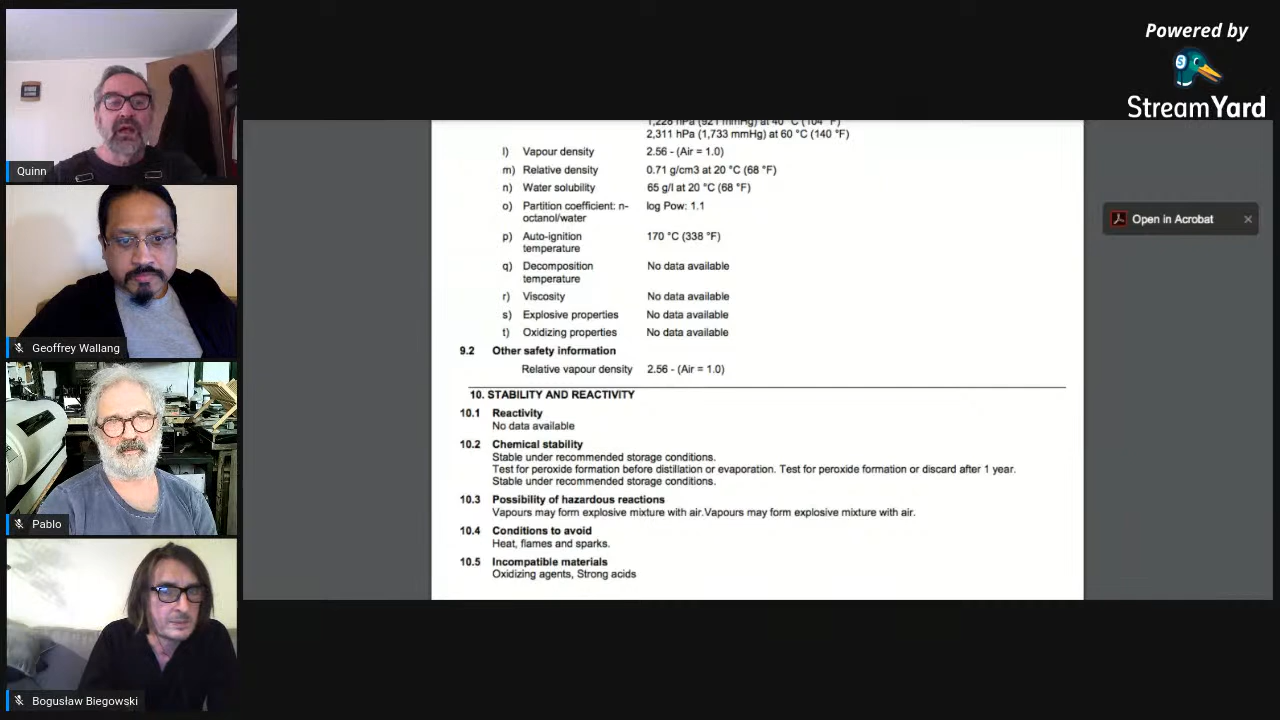 Powered by
StreamYard
Quinn
Geoffrey Wallang
Pablo
Bogusław Biegowski
1,228 hPa (921 mmHg) at 40 °C (104 °F)
2,311 hPa (1,733 mmHg) at 60 °C (140 °F)
l) Vapour density 2.56 - (Air = 1.0)
m) Relative density 0.71 g/cm3 at 20 °C (68 °F)
n) Water solubility 65 g/l at 20 °C (68 °F)
o) Partition coefficient: n- log Pow: 1.1
octanol/water
p) Auto-ignition 170 °C (338 °F)
temperature
q) Decomposition No data available
temperature
r) Viscosity No data available
s) Explosive properties No data available
t) Oxidizing properties No data available
9.2 Other safety information
Relative vapour density 2.56 - (Air = 1.0)
10. STABILITY AND REACTIVITY
10.1 Reactivity
No data available
10.2 Chemical stability
Stable under recommended storage conditions.
Test for peroxide formation before distillation or evaporation. Test for peroxide formation or discard after 1 year.
Stable under recommended storage conditions.
10.3 Possibility of hazardous reactions
Vapours may form explosive mixture with air.Vapours may form explosive mixture with air.
10.4 Conditions to avoid
Heat, flames and sparks.
10.5 Incompatible materials
Oxidizing agents, Strong acids
Open in Acrobat